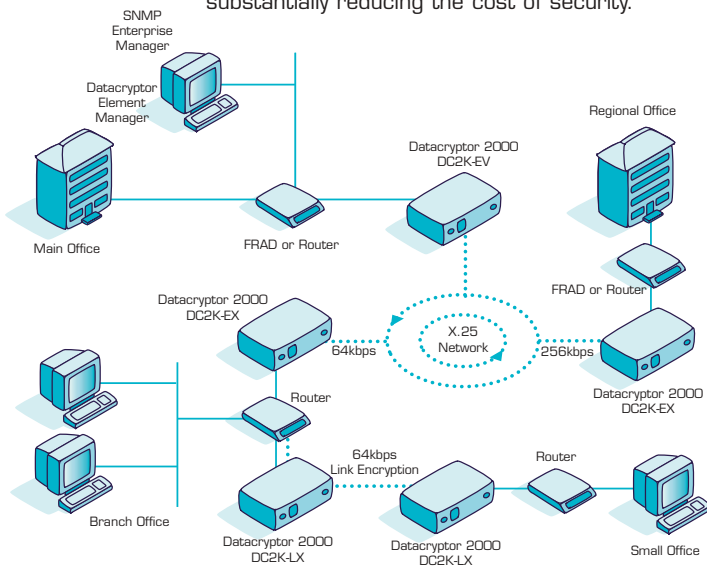 substantially reducing the cost of security.
SNMP
Enterprise
Manager
Datacryptor
Element
Manager
Regional Office
Datacryptor 2000
DC2K-EV
Main Office
FRAD or Router
FRAD or Router
Datacryptor 2000
DC2K-EX
X.25
Network
64kbps
256kbps
Datacryptor 2000
DC2K-EX
Router
64kbps
Link Encryption
Router
Branch Office
Datacryptor 2000
DC2K-LX
Datacryptor 2000
DC2K-LX
Small Office